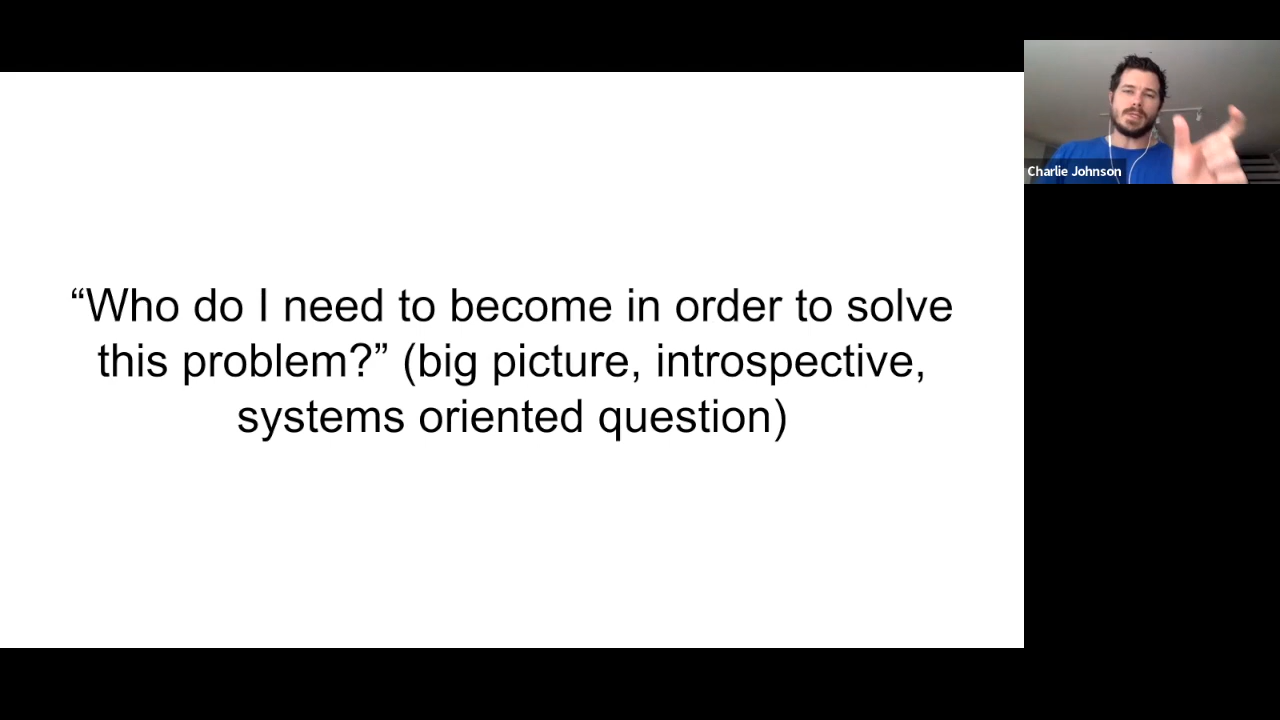 “Who do I need to become in order to solve
this problem?” (big picture, introspective,
systems oriented question)
Charlie Johnson